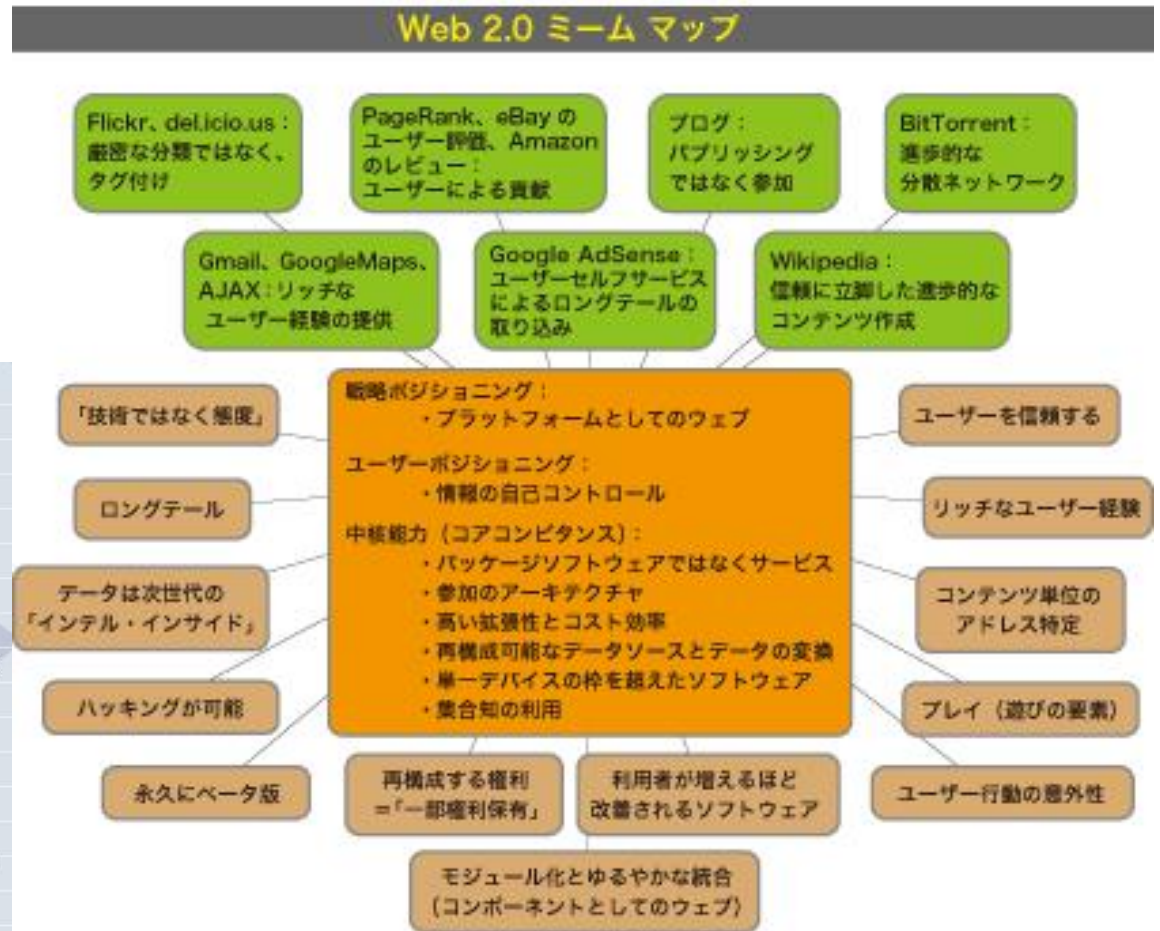 Web 2.0 ミーム マップ
Flickr、del.icio.us：
厳密な分類ではなく、
タグ付け
PageRank、eBay の
ユーザー評価、Amazon
のレビュー：
ユーザーによる貢献
ブログ：
パブリッシング
ではなく参加
BitTorrent：
進歩的な
分散ネットワーク
Gmail、GoogleMaps、
AJAX：リッチな
ユーザー経験の提供
Google AdSense：
ユーザーセルフサービス
によるロングテールの
取り込み
Wikipedia：
信頼に立脚した進歩的な
コンテンツ作成
戦略ポジショニング：
・プラットフォームとしてのウェブ
ユーザーポジショニング：
・情報の自己コントロール
中核能力（コアコンピタンス）：
・パッケージソフトウェアではなくサービス
・参加のアーキテクチャ
・高い拡張性とコスト効率
・再構成可能なデータソースとデータの変換
・単一デバイスの枠を超えたソフトウェア
・集合知の利用
「技術ではなく態度」
ロングテール
データは次世代の
「インテル・インサイド」
ハッキングが可能
永久にベータ版
再構成する権利
＝「一部権利保有」
利用者が増えるほど
改善されるソフトウェア
モジュール化とゆるやかな統合
（コンポーネントとしてのウェブ）
ユーザーを信頼する
リッチなユーザー経験
コンテンツ単位の
アドレス特定
プレイ（遊びの要素）
ユーザー行動の意外性